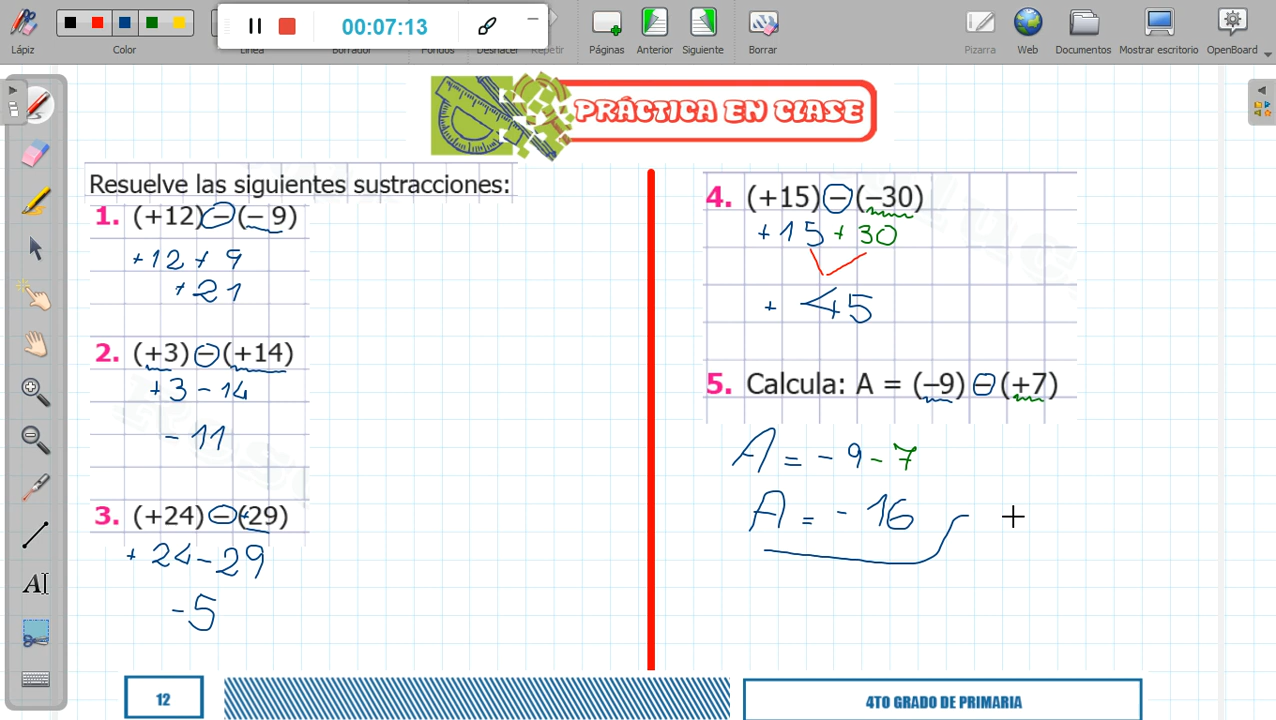 00:07:13
Lápiz Color Línea Borrador Fondos Deshacer Repetir Páginas Anterior Siguiente Borrar Pizarra Web Documentos Mostrar escritorio OpenBoard
PRÁCTICA EN CLASE
Resuelve las siguientes sustracciones:
1. (+12) − (− 9)
+12 + 9
+21
2. (+3) − (+14)
+3 − 14
- 11
3. (+24) − (+29)
+ 24 − 29
-5
4. (+15) − (−30)
+15 + 30
+ 45
5. Calcula: A = (−9) − (+7)
A = - 9 - 7
A = - 16
12
4TO GRADO DE PRIMARIA